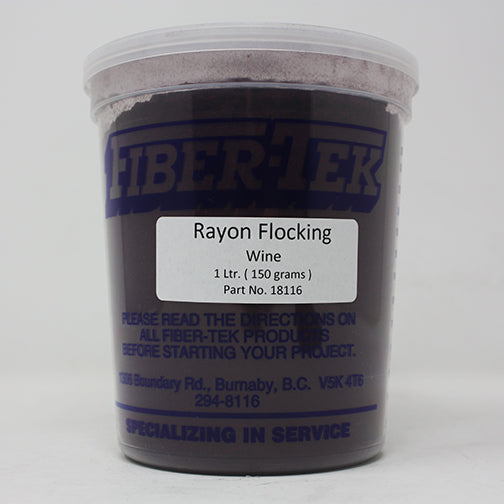 FIBER-TEK
Rayon Flocking
Wine
1 Ltr. ( 150 grams )
Part No. 18116
PLEASE READ THE DIRECTIONS ON
ALL FIBER-TEK PRODUCTS
BEFORE STARTING YOUR PROJECT.
1306 Boundary Rd., Burnaby, B.C. V5K 4T6
294-8116
SPECIALIZING IN SERVICE